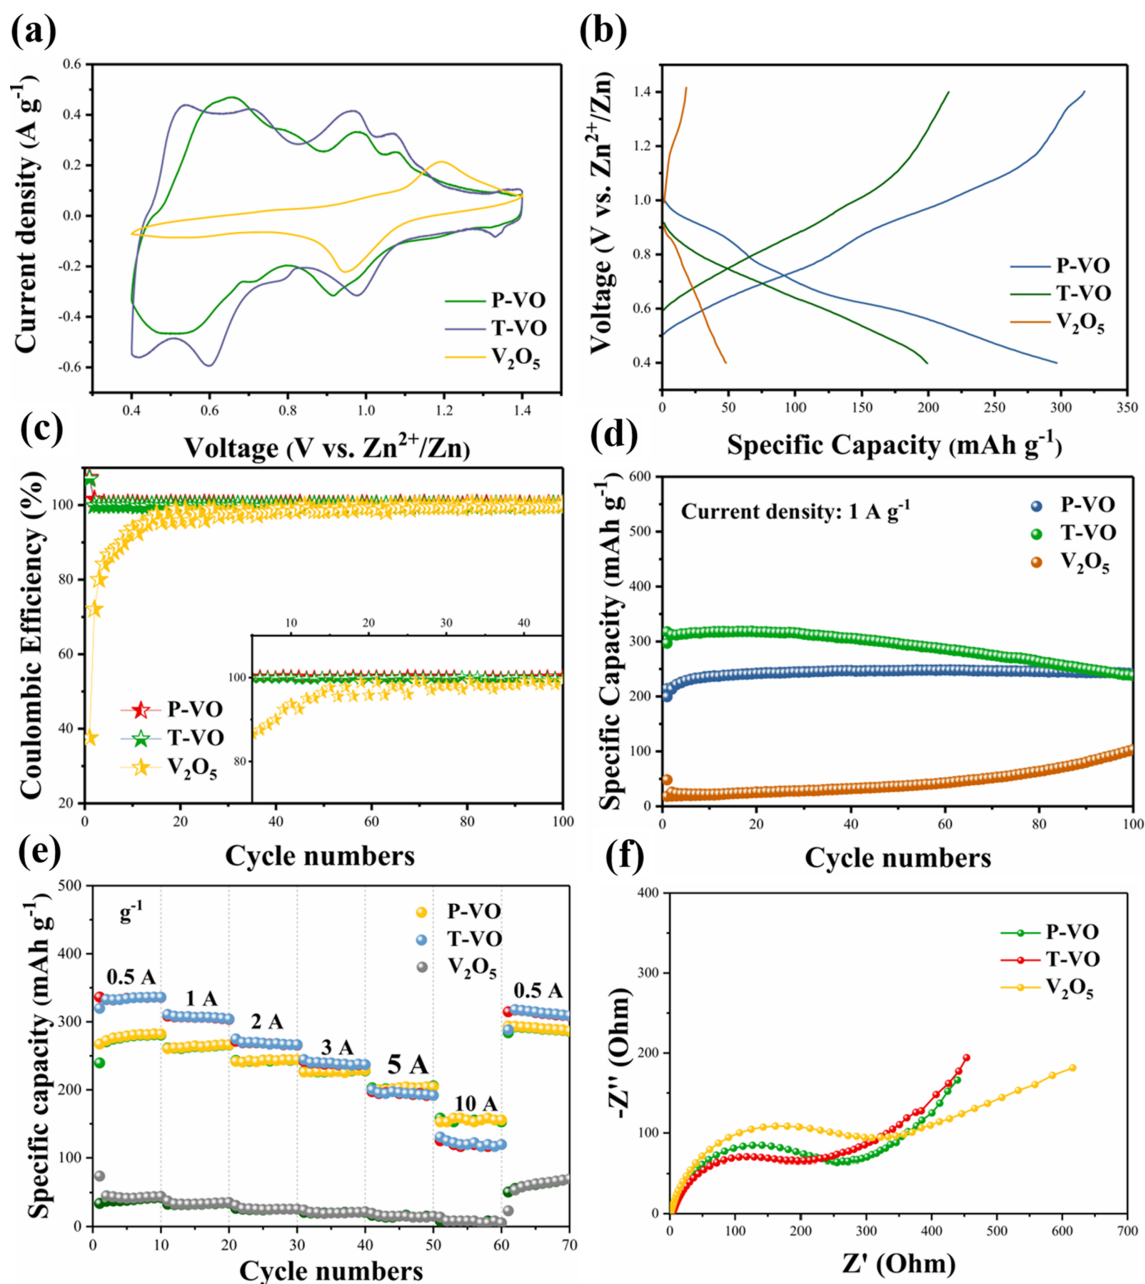 (a)
Current density (A g⁻¹)
0.6
0.4
0.2
0.0
-0.2
-0.4
-0.6
P-VO
T-VO
V₂O₅
0.4 0.6 0.8 1.0 1.2 1.4
Voltage (V vs. Zn²⁺/Zn)
(b)
Voltage (V vs. Zn²⁺/Zn)
1.4
1.2
1.0
0.8
0.6
0.4
P-VO
T-VO
V₂O₅
0 50 100 150 200 250 300 350
Specific Capacity (mAh g⁻¹)
(c)
Coulombic Efficiency (%)
100
80
60
40
20
10 20 30 40
100
80
P-VO
T-VO
V₂O₅
0 20 40 60 80 100
Cycle numbers
(d)
Specific Capacity (mAh g⁻¹)
600
500
400
300
200
100
0
Current density: 1 A g⁻¹
P-VO
T-VO
V₂O₅
0 20 40 60 80 100
Cycle numbers
(e)
Specific capacity (mAh g⁻¹)
500
400
300
200
100
0
g⁻¹
P-VO
T-VO
V₂O₅
0.5 A
1 A
2 A
3 A
5 A
10 A
0.5 A
0 10 20 30 40 50 60 70
Cycle numbers
(f)
-Z'' (Ohm)
400
300
200
100
0
P-VO
T-VO
V₂O₅
0 100 200 300 400 500 600 700
Z' (Ohm)